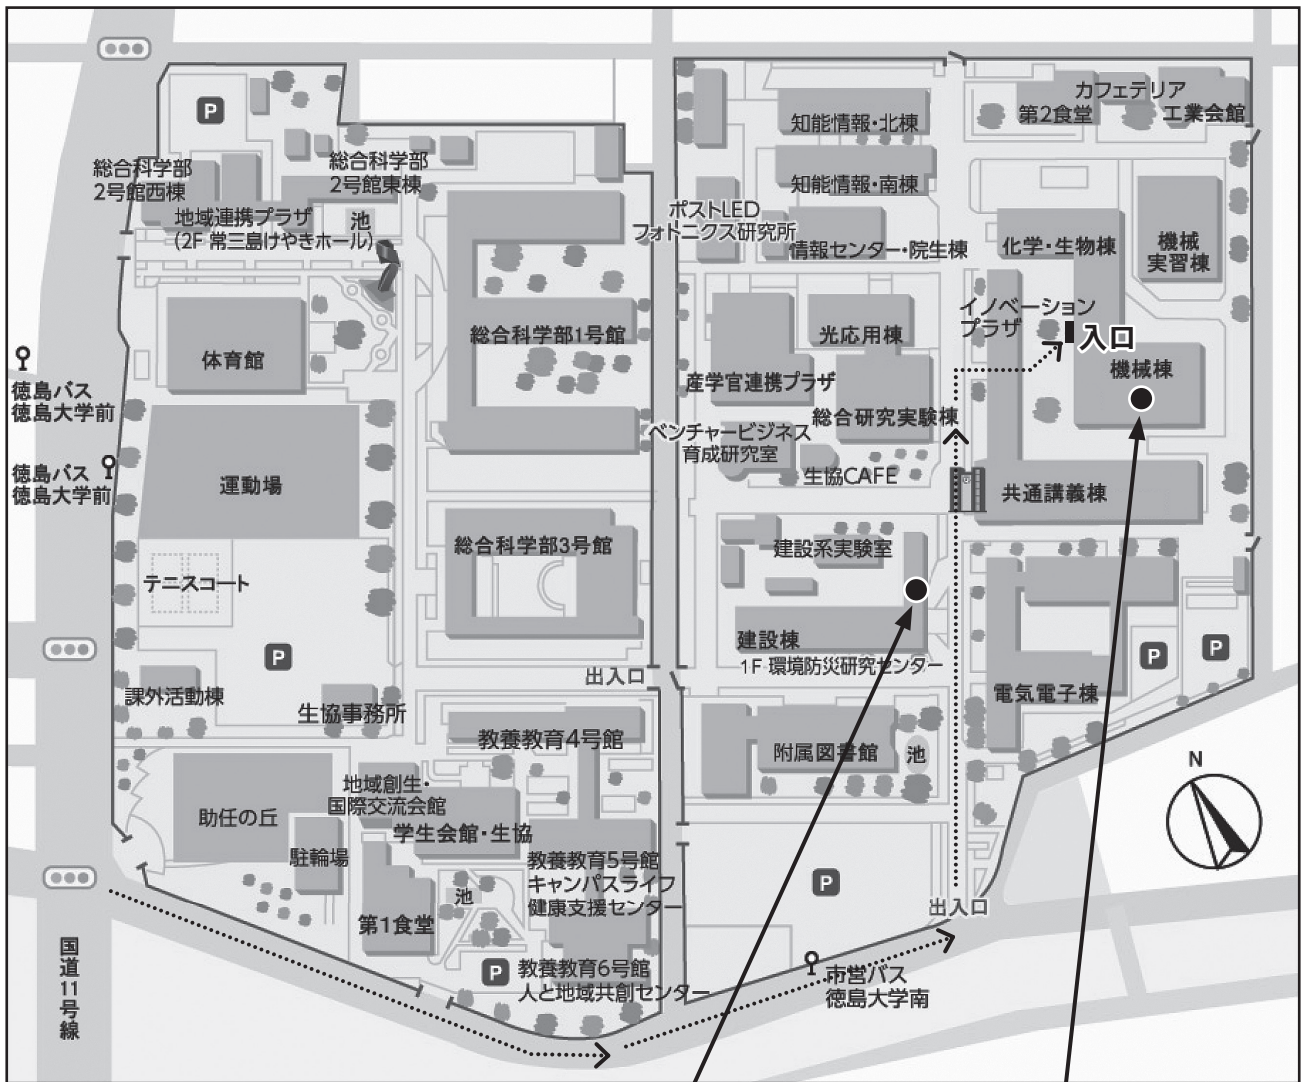 P
総合科学部
2号館西棟
総合科学部
2号館東棟
地域連携プラザ
(2F 常三島けやきホール)
池
体育館
総合科学部1号館
徳島バス
徳島大学前
徳島バス
徳島大学前
運動場
総合科学部3号館
テニスコート
P
課外活動棟
生協事務所
出入口
教養教育4号館
地域創生・
国際交流会館
助任の丘
学生会館・生協
駐輪場
教養教育5号館
キャンパスライフ
健康支援センター
池
第1食堂
P
教養教育6号館
人と地域共創センター
国道11号線
知能情報・北棟
知能情報・南棟
ポストLED
フォトニクス研究所
情報センター・院生棟
カフェテリア
第2食堂
工業会館
化学・生物棟
機械
実習棟
イノベーション
プラザ
入口
機械棟
光応用棟
産学官連携プラザ
総合研究実験棟
ベンチャービジネス
育成研究室
生協CAFE
共通講義棟
建設系実験室
建設棟
1F 環境防災研究センター
P
P
電気電子棟
附属図書館
池
N
P
出入口
市営バス
徳島大学南